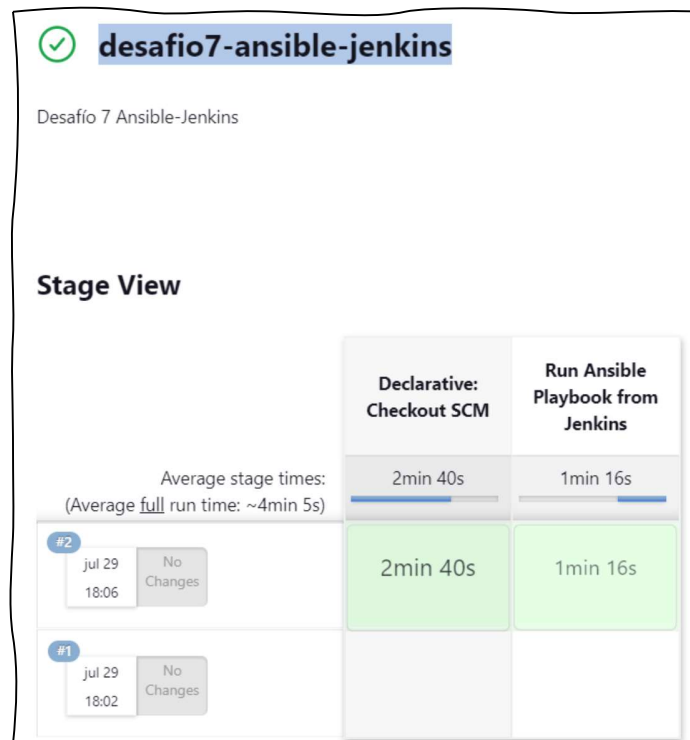 desafio7-ansible-jenkins
Desafío 7 Ansible-Jenkins
Stage View
Declarative:
Checkout SCM
Run Ansible
Playbook from
Jenkins
Average stage times:
(Average full run time: ~4min 5s)
2min 40s
1min 16s
#2
jul 29
18:06
No
Changes
2min 40s
1min 16s
#1
jul 29
18:02
No
Changes